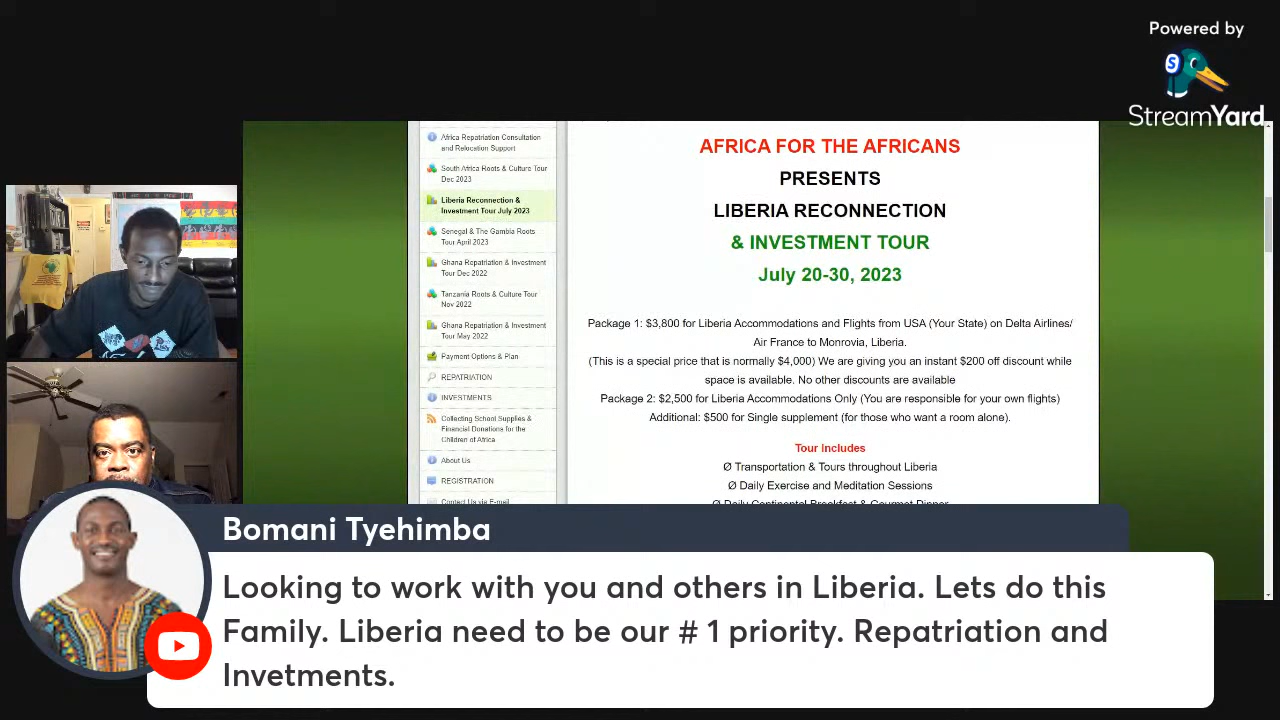 Powered by
StreamYard
Africa Repatriation Consultation
and Relocation Support
South Africa Roots & Culture Tour
Dec 2023
Liberia Reconnection &
Investment Tour July 2023
Senegal & The Gambia Roots
Tour April 2023
Ghana Repatriation & Investment
Tour Dec 2022
Tanzania Roots & Culture Tour
Nov 2022
Ghana Repatriation & Investment
Tour May 2022
Payment Options & Plan
REPATRIATION
INVESTMENTS
Collecting School Supplies &
Financial Donations for the
Children of Africa
About Us
REGISTRATION
Contact Us via E-mail
AFRICA FOR THE AFRICANS
PRESENTS
LIBERIA RECONNECTION
& INVESTMENT TOUR
July 20-30, 2023
Package 1: $3,800 for Liberia Accommodations and Flights from USA (Your State) on Delta Airlines/
Air France to Monrovia, Liberia.
(This is a special price that is normally $4,000) We are giving you an instant $200 off discount while
space is available. No other discounts are available
Package 2: $2,500 for Liberia Accommodations Only (You are responsible for your own flights)
Additional: $500 for Single supplement (for those who want a room alone).
Tour Includes
Ø Transportation & Tours throughout Liberia
Ø Daily Exercise and Meditation Sessions
Ø Daily Continental Breakfast & Gourmet Dinner
Bomani Tyehimba
Looking to work with you and others in Liberia. Lets do this
Family. Liberia need to be our # 1 priority. Repatriation and
Invetments.